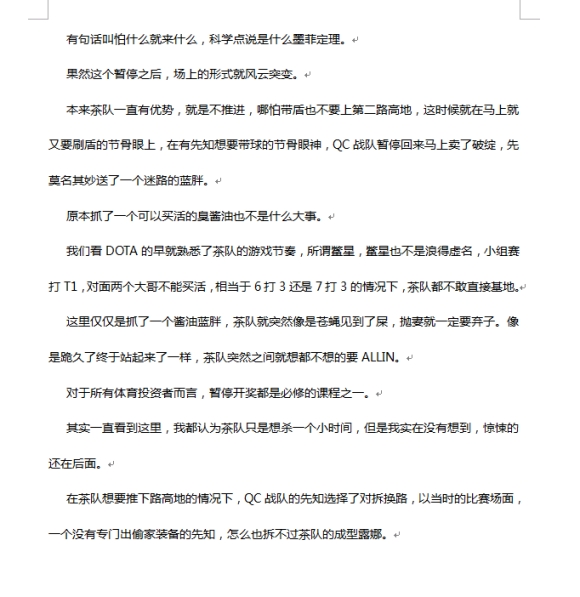 有句话叫怕什么就来什么，科学点说是什么墨菲定理。
果然这个暂停之后，场上的形式就风云突变。
本来茶队一直有优势，就是不推进，哪怕带盾也不要上第二路高地，这时候就在马上就
又要刷盾的节骨眼上，在有先知想要带球的节骨眼神，QC 战队暂停回来马上卖了破绽，先
莫名其妙送了一个迷路的蓝胖。
原本抓了一个可以买活的臭酱油也不是什么大事。
我们看 DOTA 的早就熟悉了茶队的游戏节奏，所谓鳖星，鳖星也不是浪得虚名，小组赛
打 T1，对面两个大哥不能买活，相当于 6 打 3 还是 7 打 3 的情况下，茶队都不敢直接基地。
这里仅仅是抓了一个酱油蓝胖，茶队就突然像是苍蝇见到了屎，抛妻就一定要弃子。像
是跪久了终于站起来了一样，茶队突然之间就想都不想的要 ALLIN。
对于所有体育投资者而言，暂停开奖都是必修的课程之一。
其实一直看到这里，我都认为茶队只是想杀一个小时间，但是我实在没有想到，惊悚的
还在后面。
在茶队想要推下路高地的情况下，QC 战队的先知选择了对拆换路，以当时的比赛场面，
一个没有专门出偷家装备的先知，怎么也拆不过茶队的成型露娜。